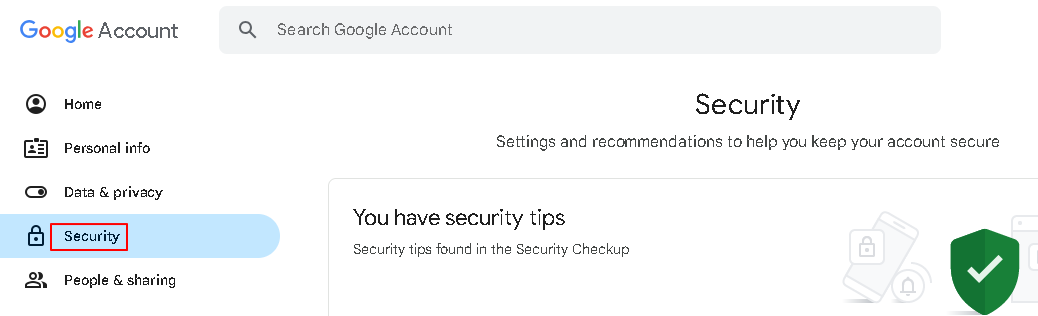 Google Account
Search Google Account
Home
Personal info
Data & privacy
Security
People & sharing
Security
Settings and recommendations to help you keep your account secure
You have security tips
Security tips found in the Security Checkup